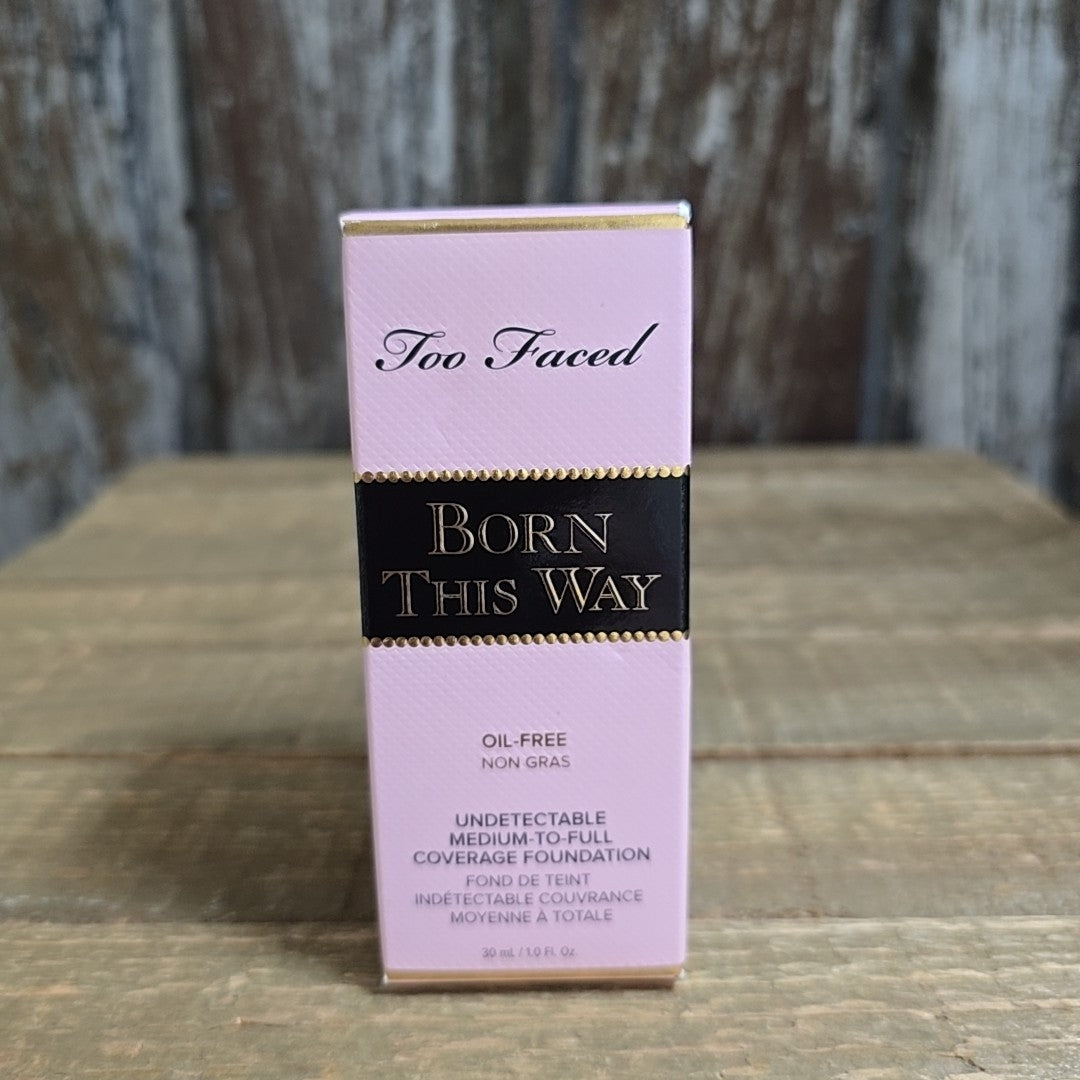 Too Faced
BORN
THIS WAY
OIL-FREE
NON GRAS
UNDETECTABLE
MEDIUM-TO-FULL
COVERAGE FOUNDATION
FOND DE TEINT
INDÉTECTABLE COUVRANCE
MOYENNE À TOTALE
30 mL / 1.0 Fl. Oz.